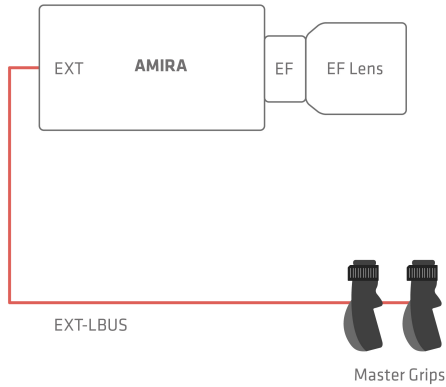 EXT
AMIRA
EF
EF Lens
EXT-LBUS
Master Grips